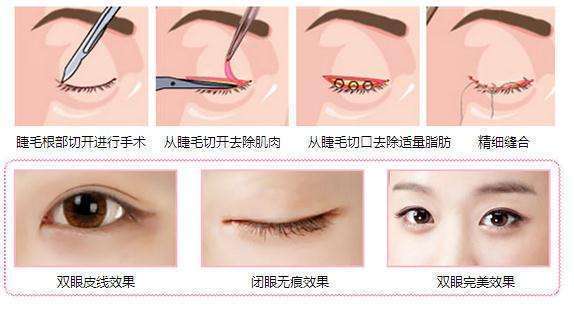 睫毛根部切开进行手术
从睫毛切开去除肌肉
从睫毛切口去除适量脂肪
精细缝合
双眼皮线效果
闭眼无痕效果
双眼完美效果